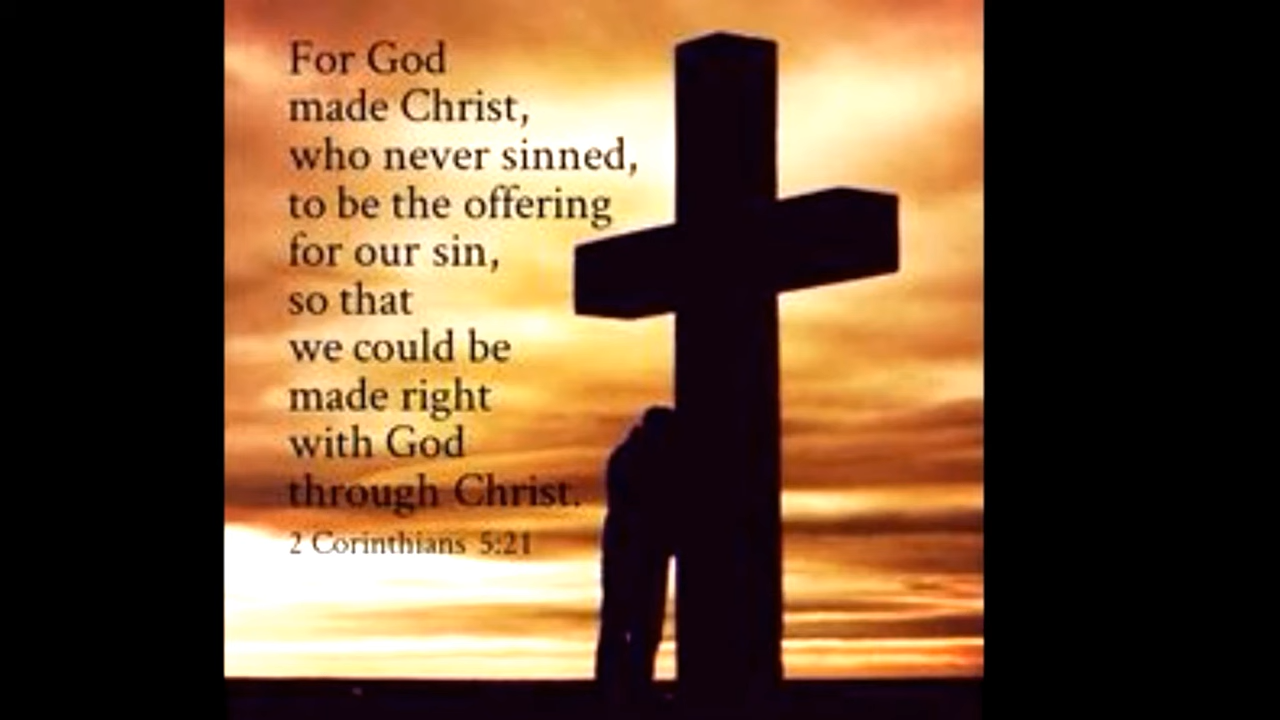 For God
made Christ,
who never sinned,
to be the offering
for our sin,
so that
we could be
made right
with God
through Christ.
2 Corinthians 5:21